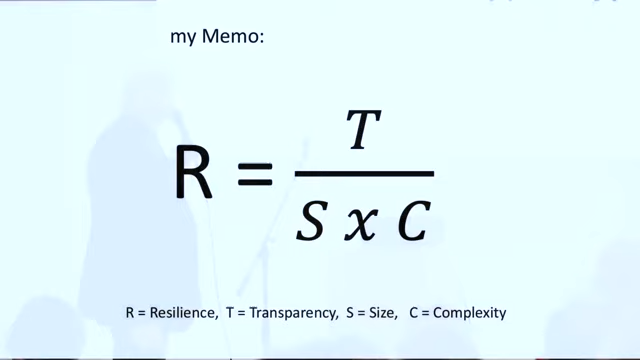 my Memo:
R = T
S x C
R = Resilience, T = Transparency, S = Size, C = Complexity